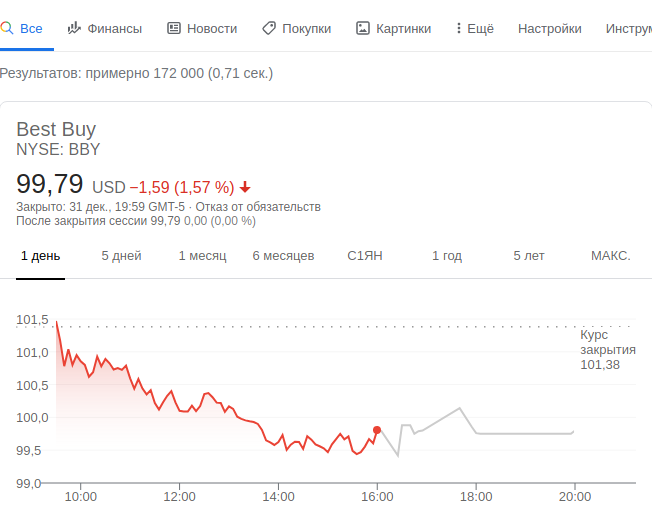 Все Финансы Новости Покупки Картинки Ещё Настройки
Результатов: примерно 172 000 (0,71 сек.)
Best Buy
NYSE: BBY
99,79 USD −1,59 (1,57 %)
Закрыто: 31 дек., 19:59 GMT-5 · Отказ от обязательств
После закрытия сессии 99,79 0,00 (0,00 %)
1 день 5 дней 1 месяц 6 месяцев С1ЯН 1 год 5 лет МАКС.
101,5
Курс
закрытия
101,38
101,0
100,5
100,0
99,5
99,0
10:00 12:00 14:00 16:00 18:00 20:00